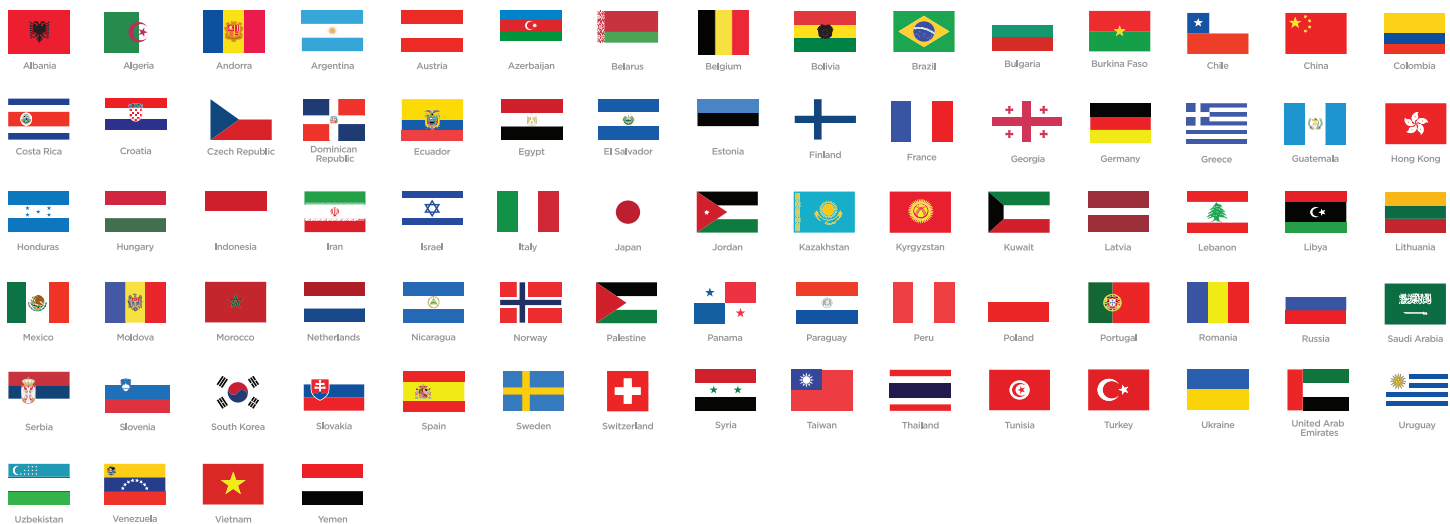 Albania
Algeria
Andorra
Argentina
Austria
Azerbaijan
Belarus
Belgium
Bolivia
Brazil
Bulgaria
Burkina Faso
Chile
China
Colombia
Costa Rica
Croatia
Czech Republic
Dominican
Republic
Ecuador
Egypt
El Salvador
Estonia
Finland
France
Georgia
Germany
Greece
Guatemala
Hong Kong
Honduras
Hungary
Indonesia
Iran
Israel
Italy
Japan
Jordan
Kazakhstan
Kyrgyzstan
Kuwait
Latvia
Lebanon
Libya
Lithuania
Mexico
Moldova
Morocco
Netherlands
Nicaragua
Norway
Palestine
Panama
Paraguay
Peru
Poland
Portugal
Romania
Russia
Saudi Arabia
Serbia
Slovenia
South Korea
Slovakia
Spain
Sweden
Switzerland
Syria
Taiwan
Thailand
Tunisia
Turkey
Ukraine
United Arab
Emirates
Uruguay
Uzbekistan
Venezuela
Vietnam
Yemen